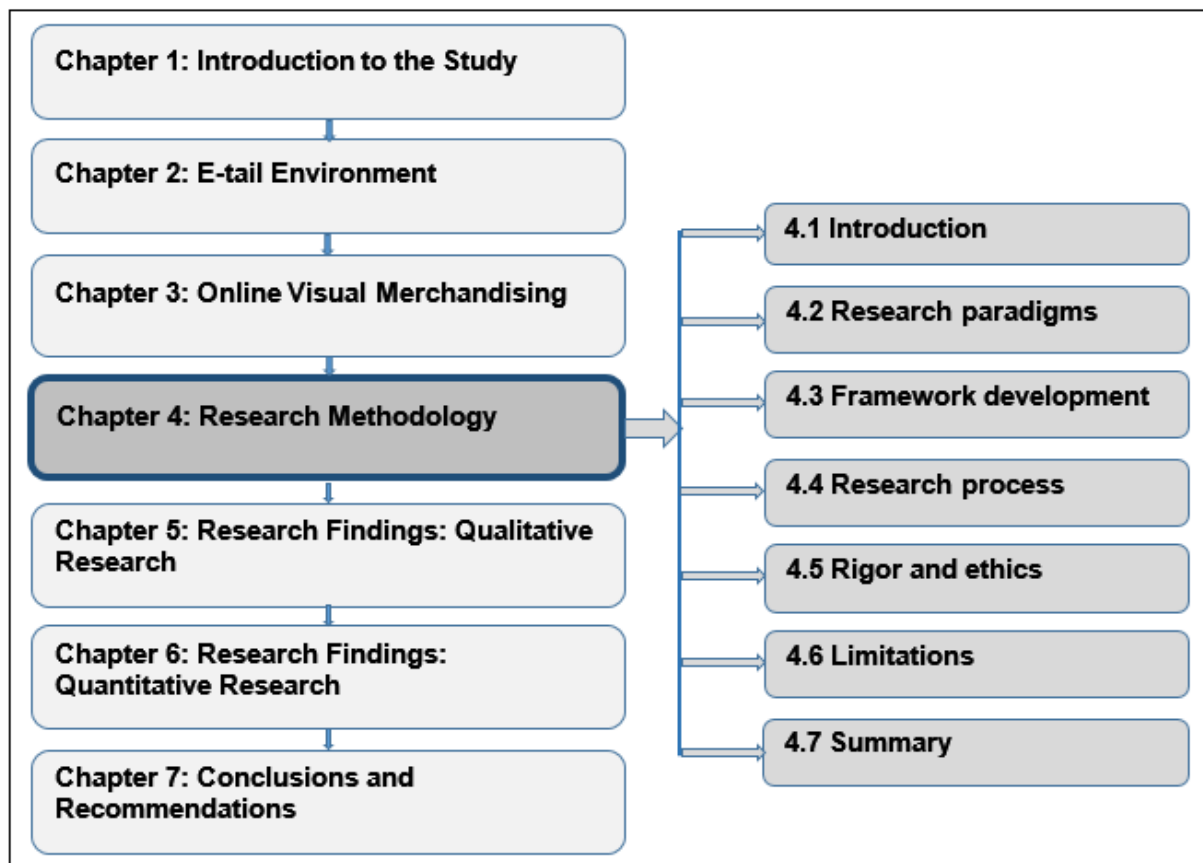 Chapter 1: Introduction to the Study
Chapter 2: E-tail Environment
Chapter 3: Online Visual Merchandising
Chapter 4: Research Methodology
Chapter 5: Research Findings: Qualitative
Research
Chapter 6: Research Findings:
Quantitative Research
Chapter 7: Conclusions and
Recommendations
4.1 Introduction
4.2 Research paradigms
4.3 Framework development
4.4 Research process
4.5 Rigor and ethics
4.6 Limitations
4.7 Summary